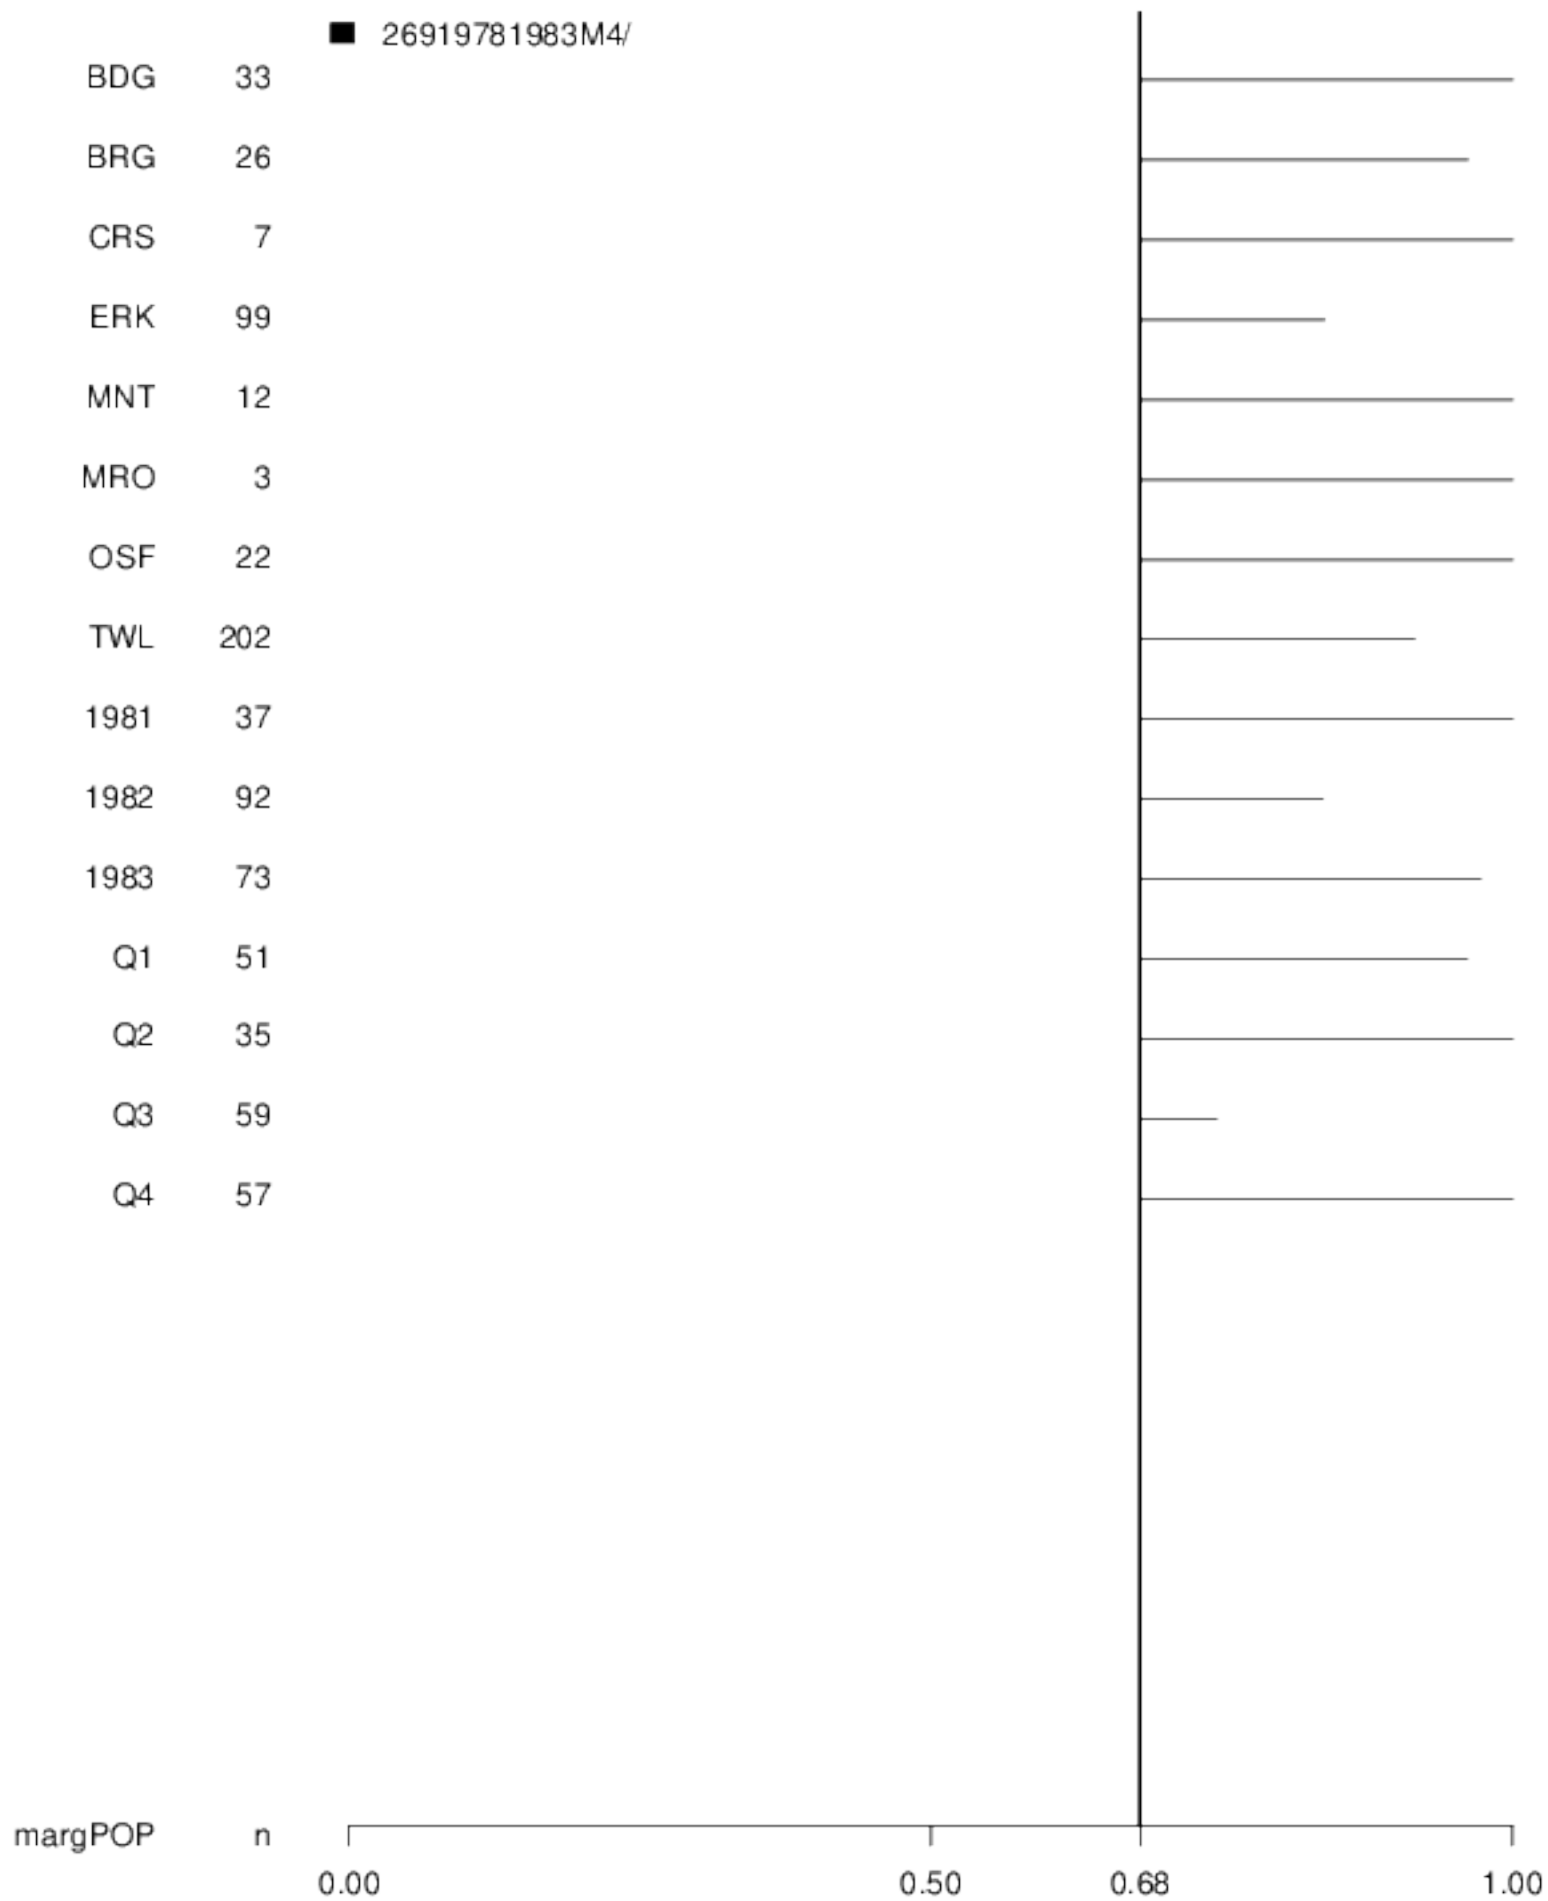 26919781983M4/
BDG 33
BRG 26
CRS 7
ERK 99
MNT 12
MRO 3
OSF 22
TWL 202
1981 37
1982 92
1983 73
Q1 51
Q2 35
Q3 59
Q4 57
margPOP n
0.00 0.50 0.68 1.00